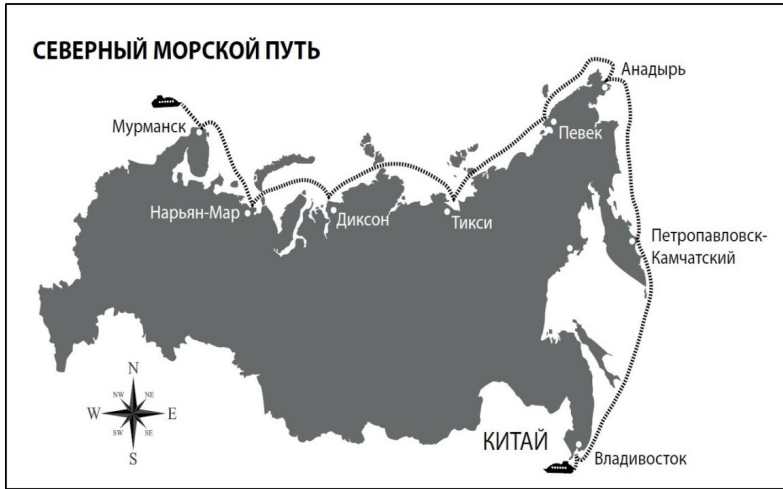 СЕВЕРНЫЙ МОРСКОЙ ПУТЬ
Анадырь
Мурманск
Певек
Нарьян-Мар
Диксон
Тикси
Петропавловск-
Камчатский
N
NW
NE
W
E
SW
SE
S
КИТАЙ
Владивосток